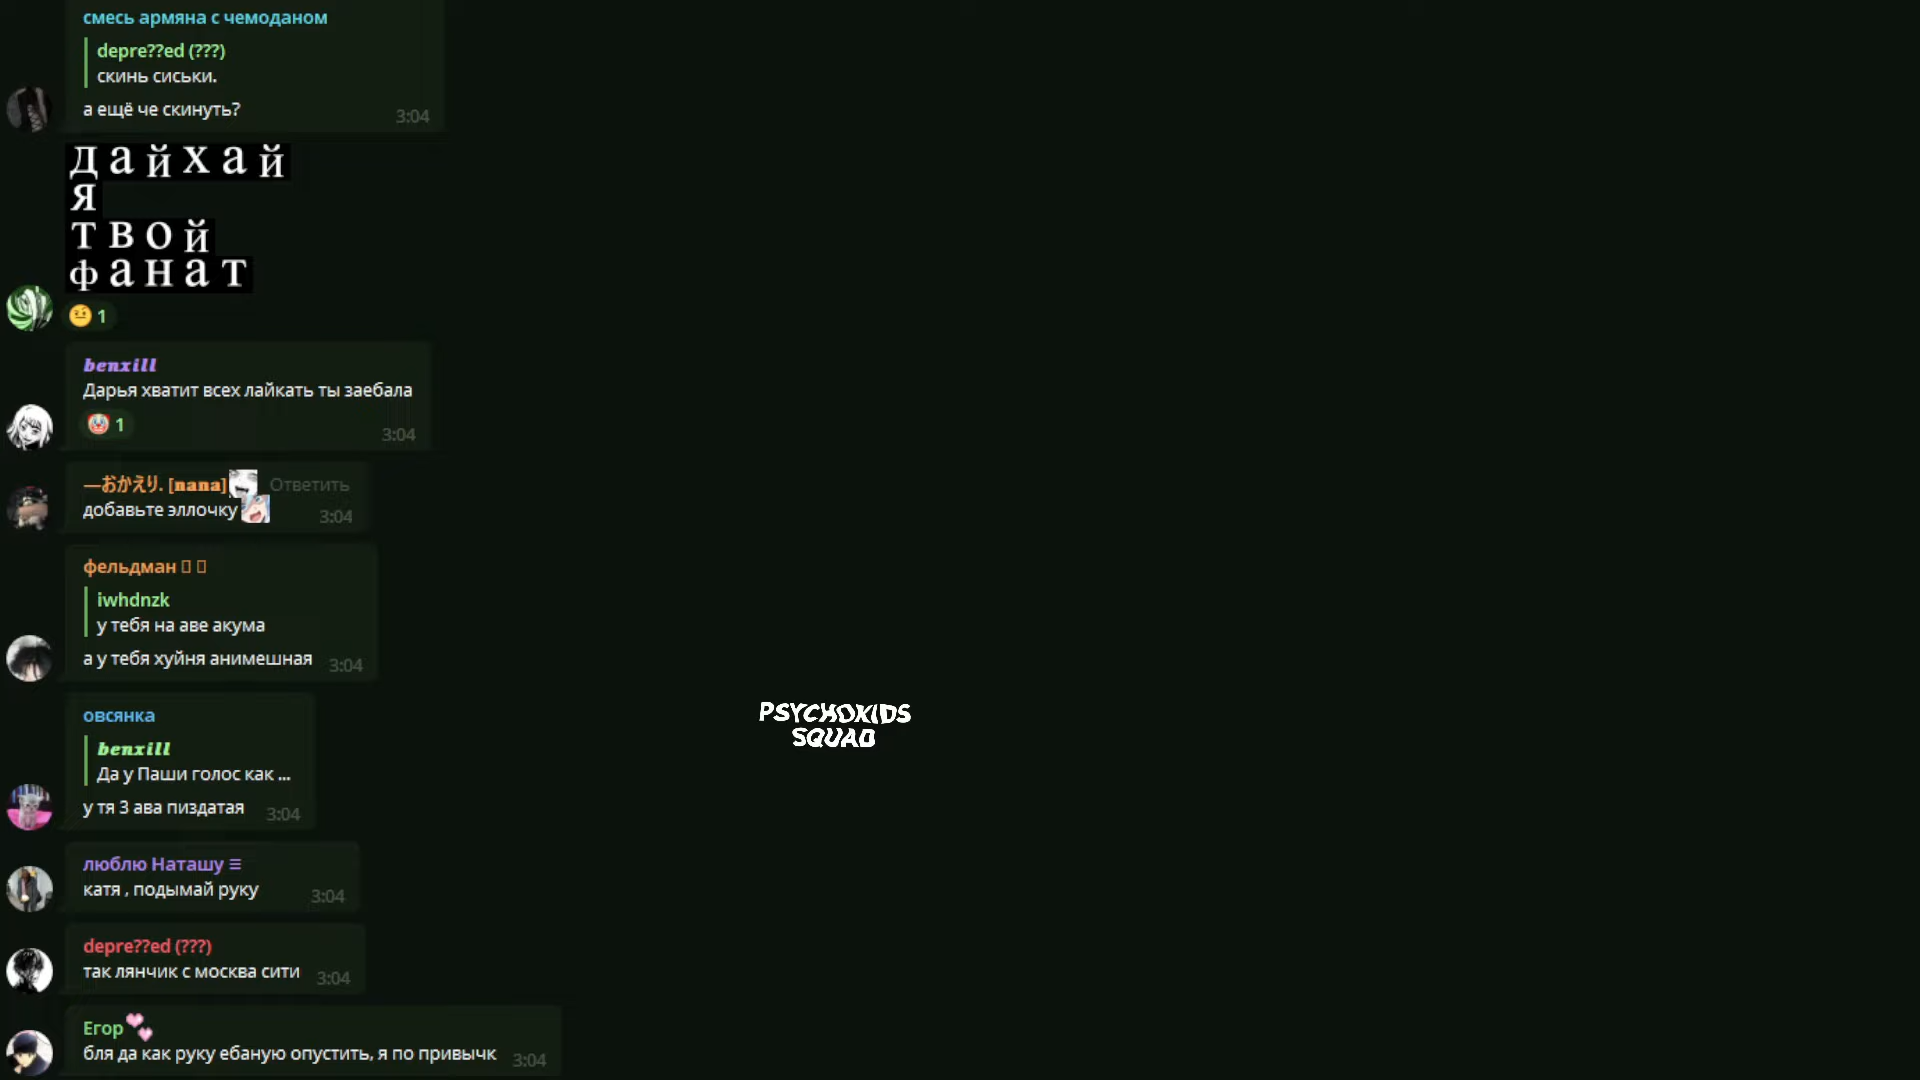 смесь армяна с чемоданом
depre??ed (???)
скинь сиськи.
а ещё че скинуть?
3:04
дайхай
я
твой
фанат
1
benxill
Дарья хватит всех лайкать ты заебала
1
3:04
—おかえり. [nana] Ответить
добавьте эллочку
3:04
фельдман
iwhdnzk
у тебя на аве акума
а у тебя хуйня анимешная
3:04
овсянка
benxill
Да у Паши голос как ...
у тя 3 ава пиздатая
3:04
PSYCHOKIDS
SQUAD
люблю Наташу ≡
катя , подымай руку
3:04
depre??ed (???)
так лянчик с москва сити
3:04
Егор
бля да как руку ебаную опустить, я по привычк
3:04